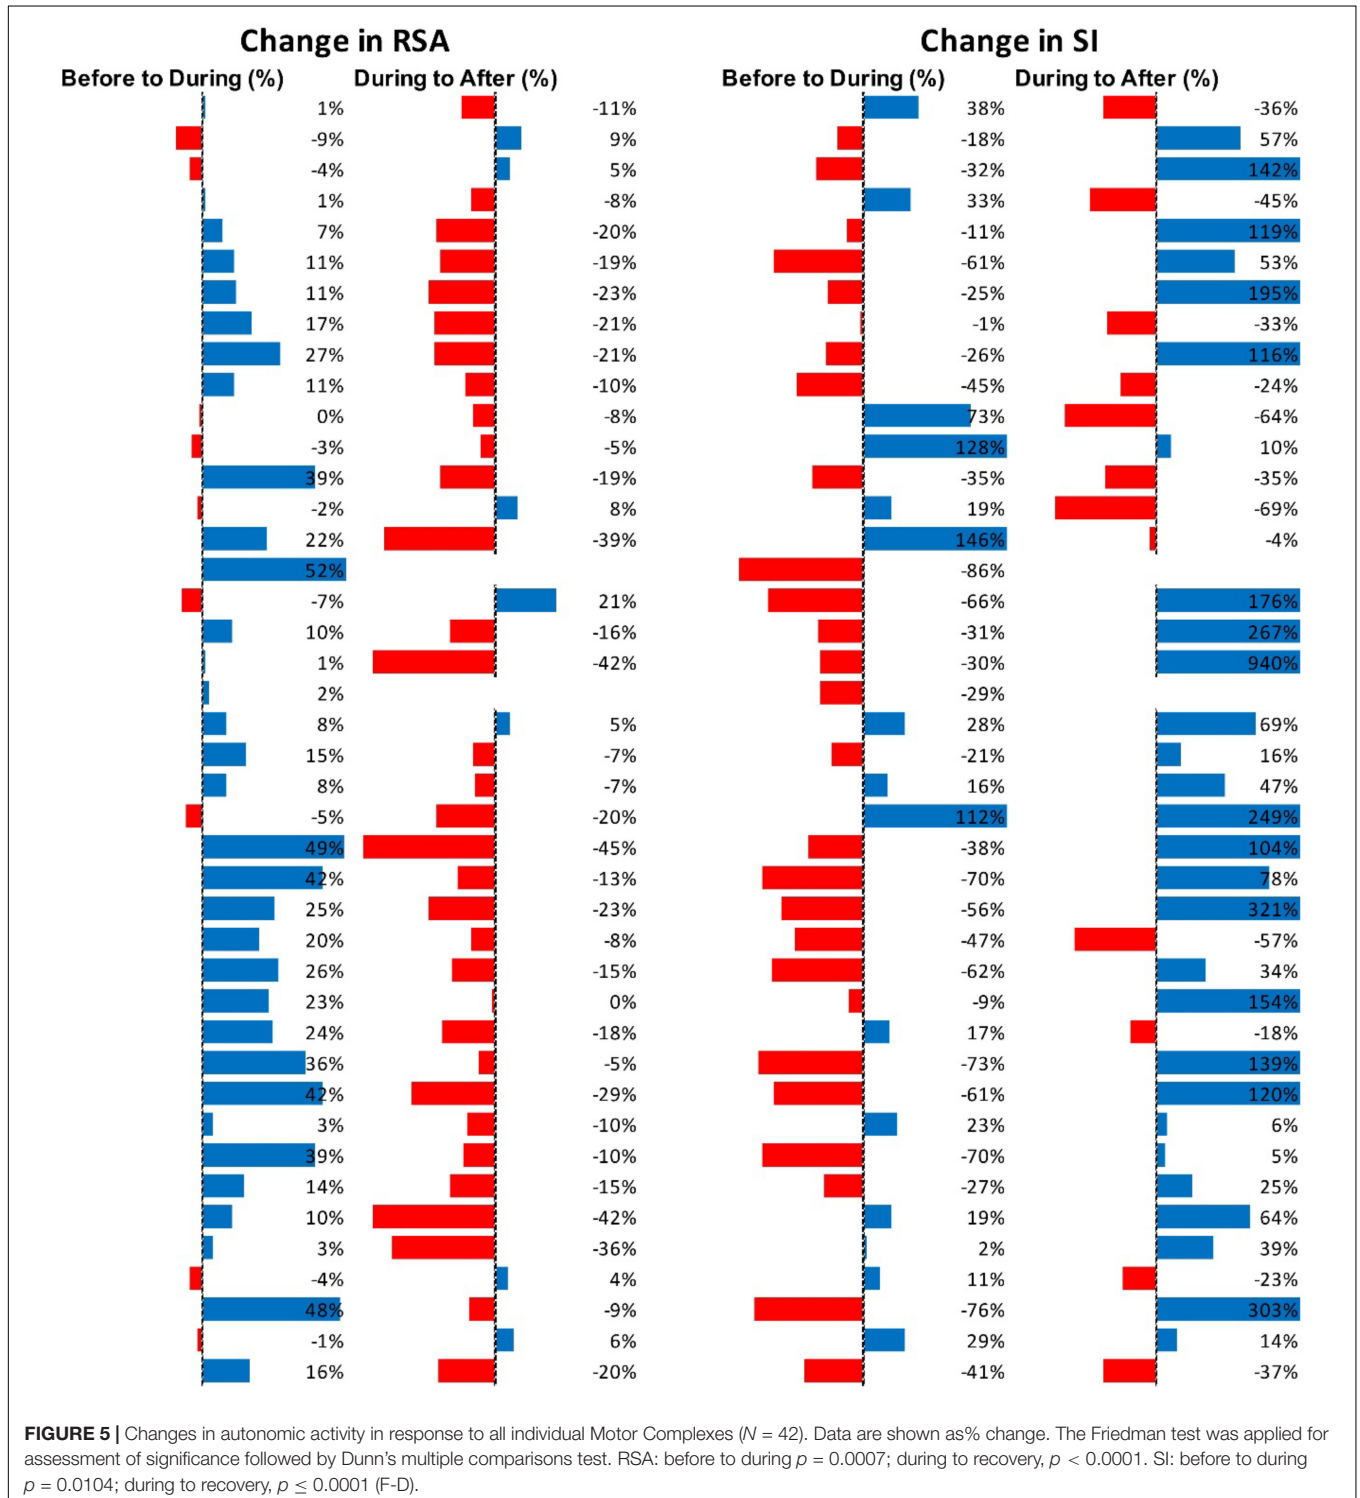 Change in RSA Change in SI
Before to During (%) During to After (%) Before to During (%) During to After (%)
1% -11% 38% -36%
-9% 9% -18% 57%
-4% 5% -32% 142%
1% -8% 33% -45%
7% -20% -11% 119%
11% -19% -61% 53%
11% -23% -25% 195%
17% -21% -1% -33%
27% -21% -26% 116%
11% -10% -45% -24%
0% -8% 73% -64%
-3% -5% 128% 10%
39% -19% -35% -35%
-2% 8% 19% -69%
22% -39% 146% -4%
52% -86%
-7% 21% -66% 176%
10% -16% -31% 267%
1% -42% -30% 940%
2% -29%
8% 5% 28% 69%
15% -7% -21% 16%
8% -7% 16% 47%
-5% -20% 112% 249%
49% -45% -38% 104%
42% -13% -70% 78%
25% -23% -56% 321%
20% -8% -47% -57%
26% -15% -62% 34%
23% 0% -9% 154%
24% -18% 17% -18%
36% -5% -73% 139%
42% -29% -61% 120%
3% -10% 23% 6%
39% -10% -70% 5%
14% -15% -27% 25%
10% -42% 19% 64%
3% -36% 2% 39%
-4% 4% 11% -23%
48% -9% -76% 303%
-1% 6% 29% 14%
16% -20% -41% -37%
FIGURE 5 | Changes in autonomic activity in response to all individual Motor Complexes (N = 42). Data are shown as% change. The Friedman test was applied for
assessment of significance followed by Dunn's multiple comparisons test. RSA: before to during p = 0.0007; during to recovery, p < 0.0001. SI: before to during
p = 0.0104; during to recovery, p ≤ 0.0001 (F-D).